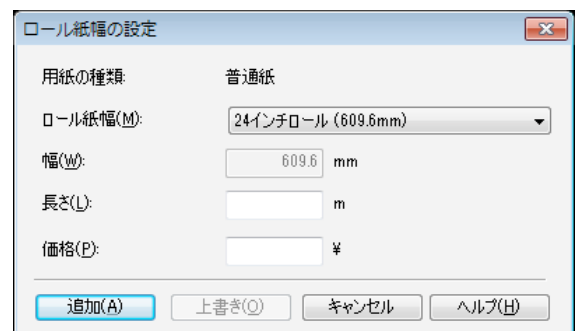 ロール紙幅の設定
用紙の種類: 普通紙
ロール紙幅(M): 24インチロール (609.6mm)
幅(W): 609.6 mm
長さ(L): m
価格(P): ¥
追加(A) 上書き(O) キャンセル ヘルプ(H)